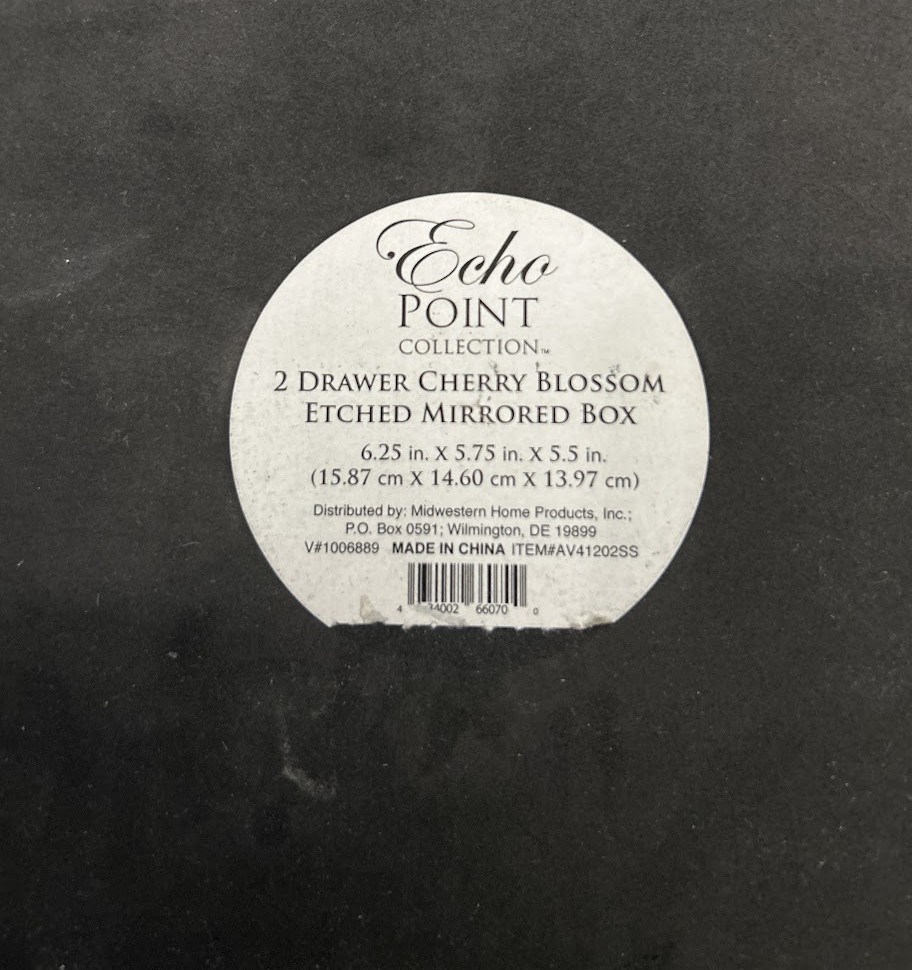 Echo
POINT
COLLECTION™
2 DRAWER CHERRY BLOSSOM
ETCHED MIRRORED BOX
6.25 in. X 5.75 in. X 5.5 in.
(15.87 cm X 14.60 cm X 13.97 cm)
Distributed by: Midwestern Home Products, Inc.;
P.O. Box 0591; Wilmington, DE 19899
V#1006889 MADE IN CHINA ITEM#AV41202SS
4 66070 0